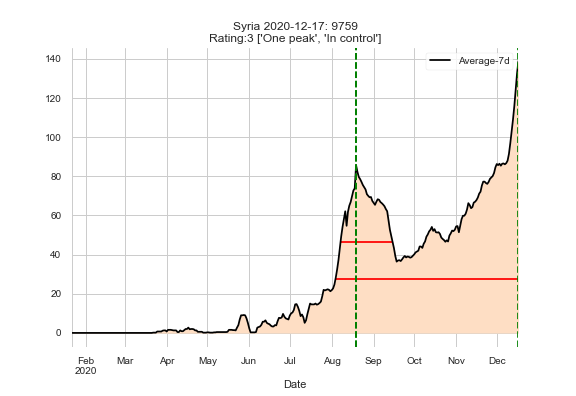 Syria 2020-12-17: 9759
Rating:3 ['One peak', 'In control']
Average-7d
140
120
100
80
60
40
20
0
Feb
2020
Mar
Apr
May
Jun
Jul
Aug
Sep
Oct
Nov
Dec
Date